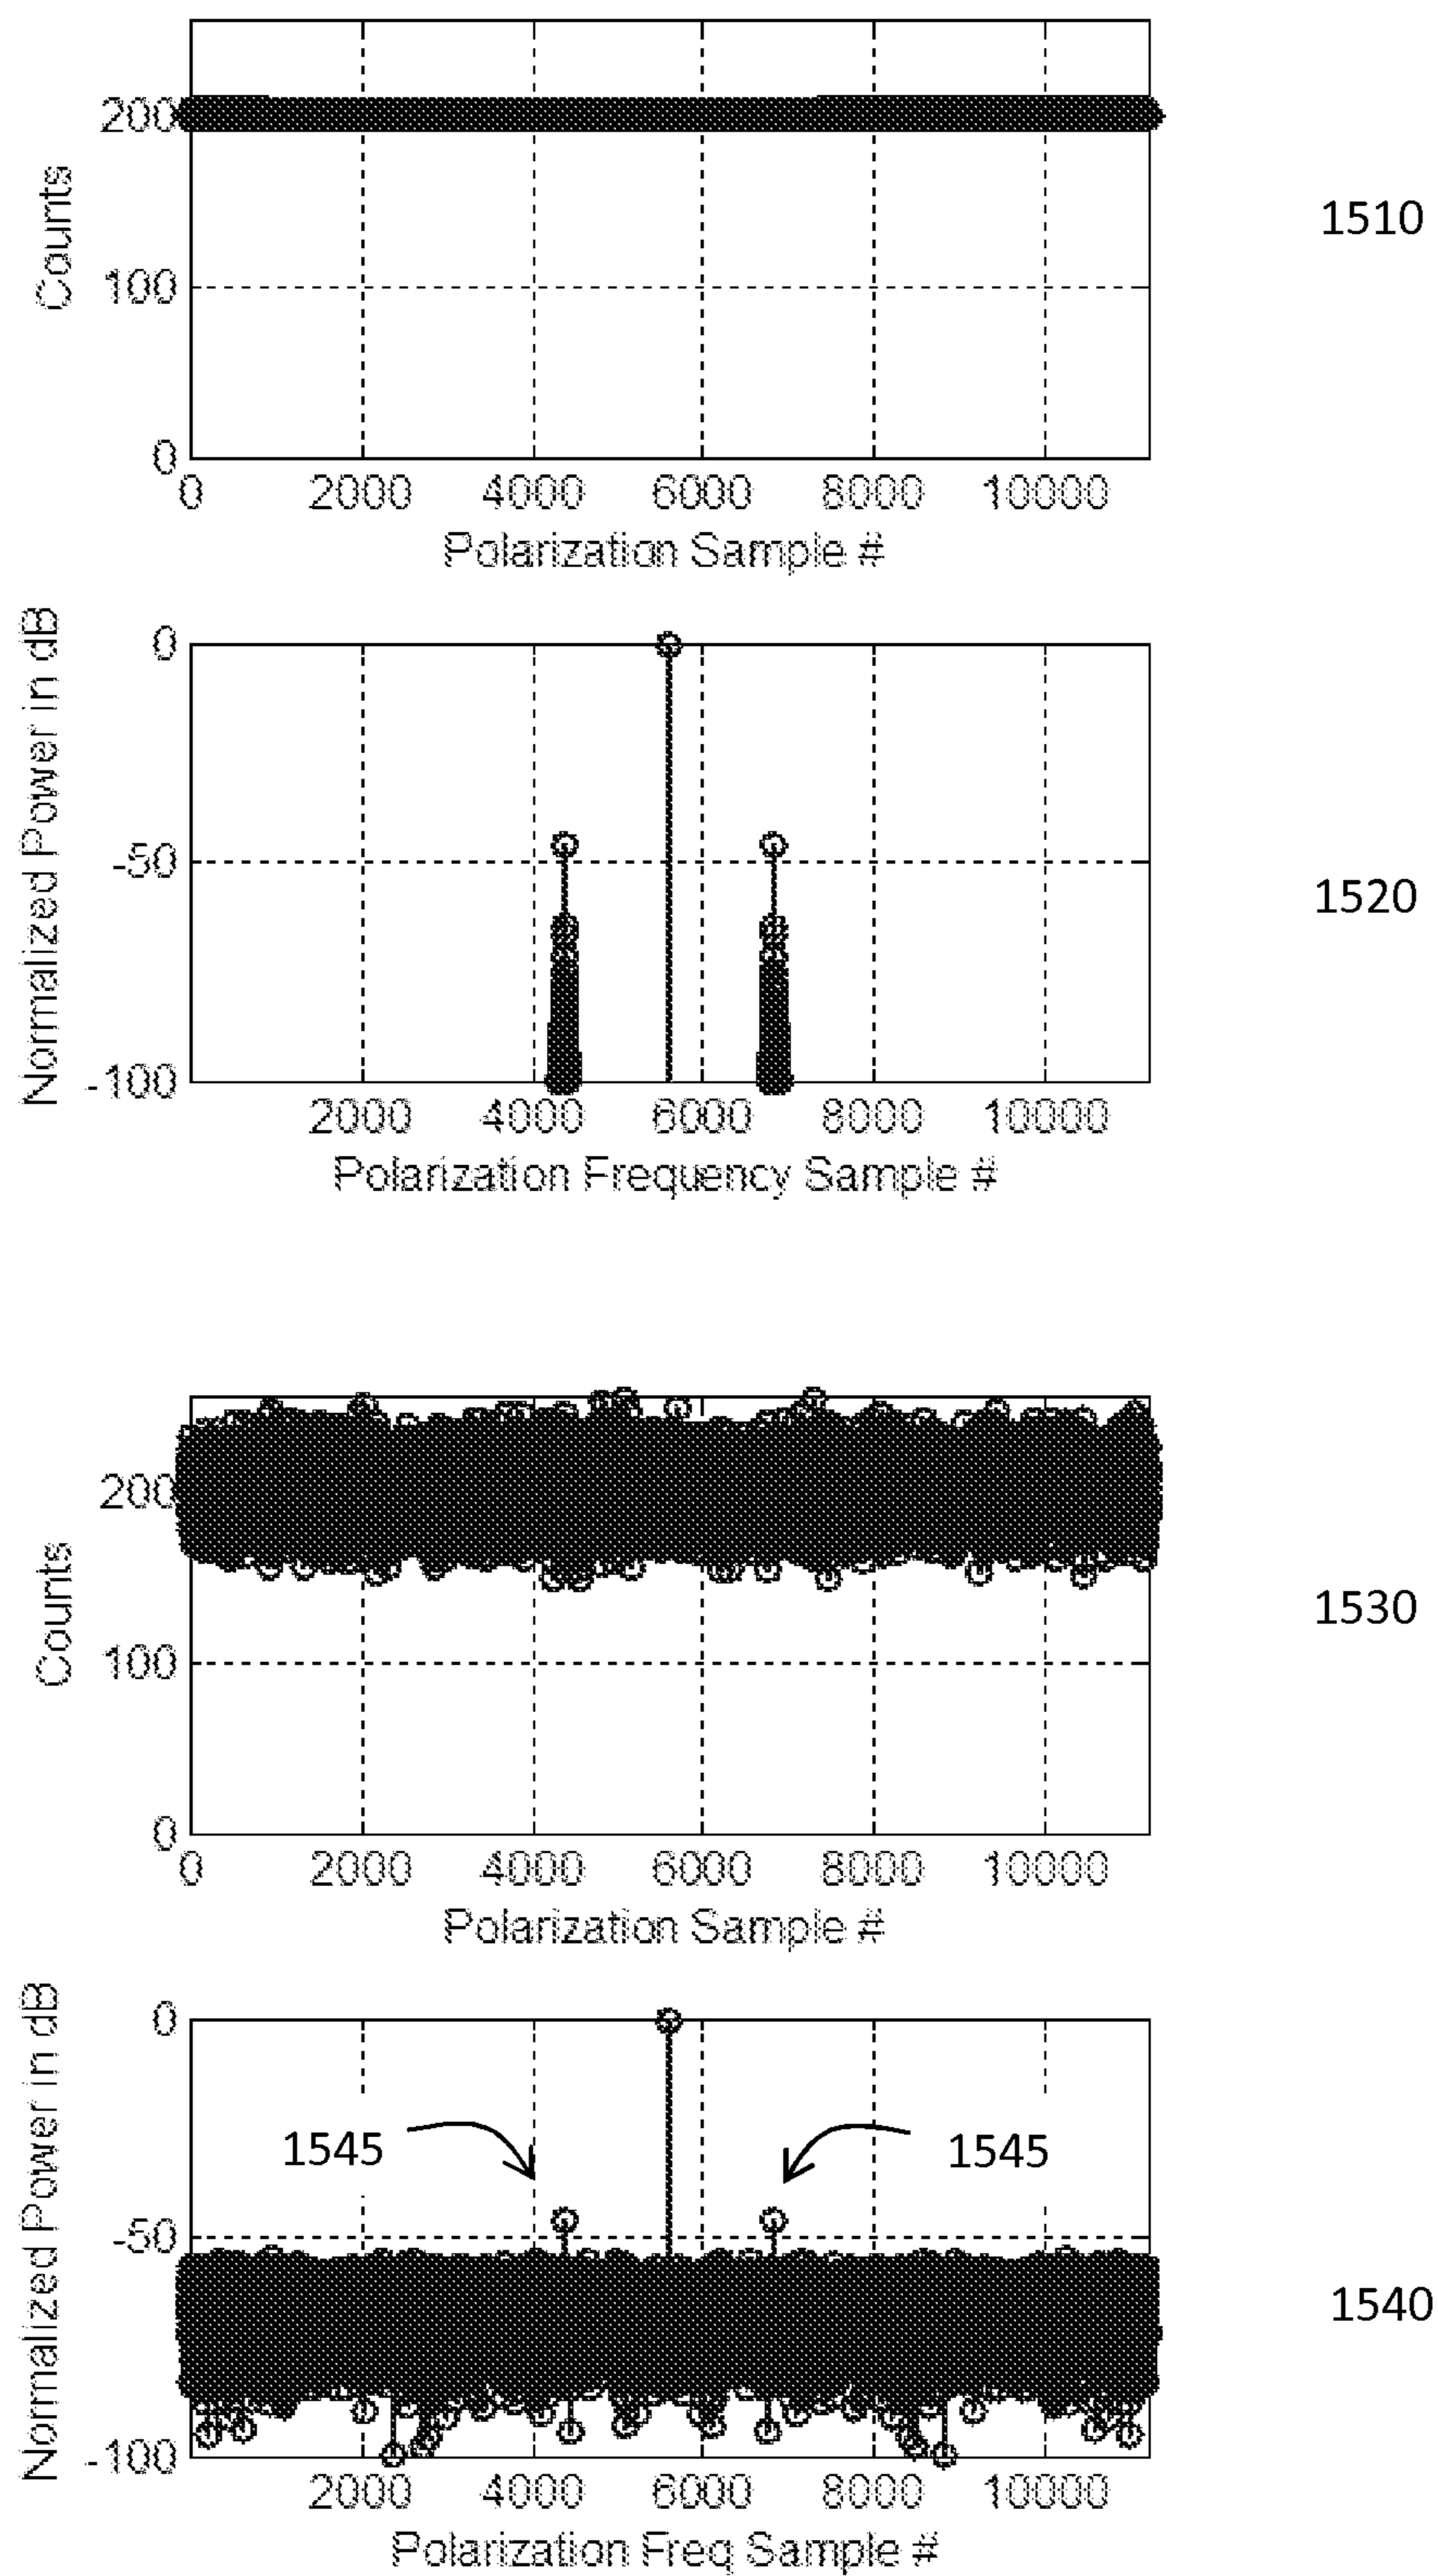 200
100
0
Counts
0 2000 4000 6000 8000 10000
Polarization Sample #
1510
0
-50
-100
Normalized Power in dB
2000 4000 6000 8000 10000
Polarization Frequency Sample #
1520
200
100
0
Counts
0 2000 4000 6000 8000 10000
Polarization Sample #
1530
0
-50
-100
Normalized Power in dB
1545
1545
2000 4000 6000 8000 10000
Polarization Freq Sample #
1540